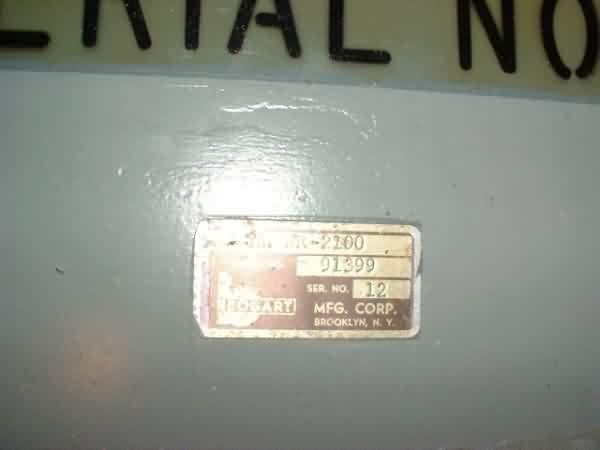 ERIAL NO
R-2100
91399
SER. NO. 12
BOGART MFG. CORP.
BROOKLYN, N. Y.